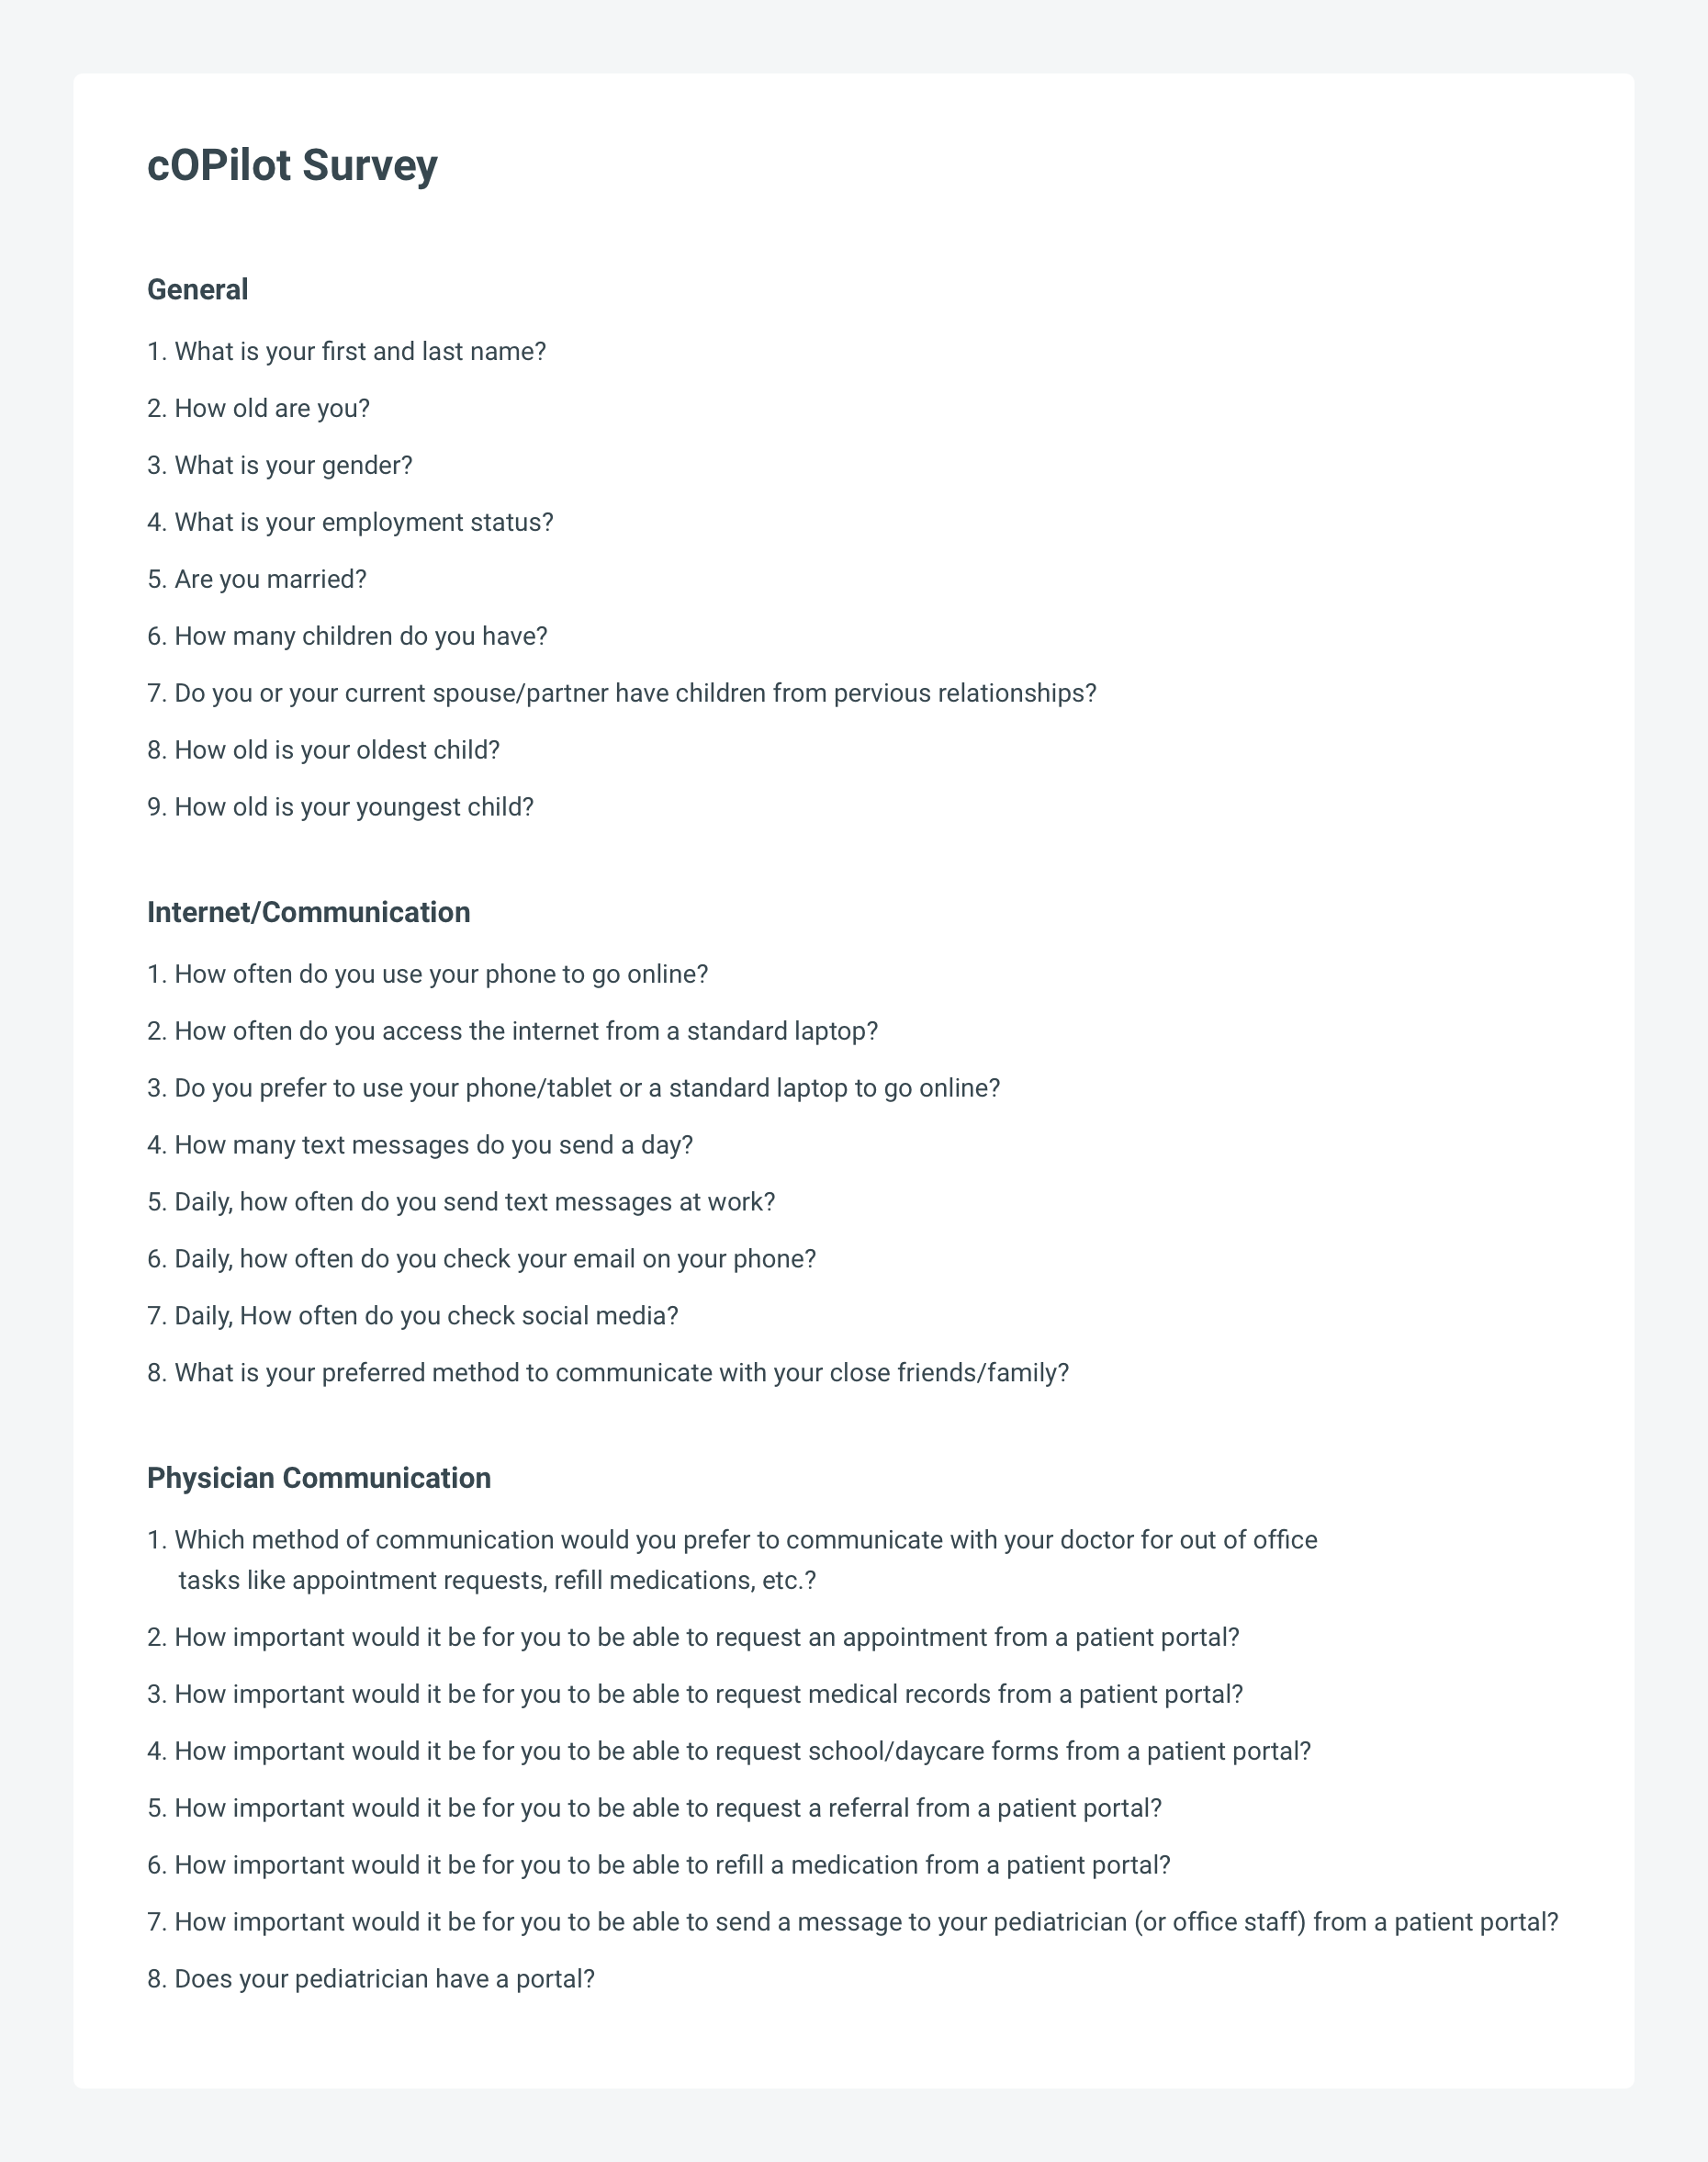 cOPilot Survey
General
1. What is your first and last name?
2. How old are you?
3. What is your gender?
4. What is your employment status?
5. Are you married?
6. How many children do you have?
7. Do you or your current spouse/partner have children from pervious relationships?
8. How old is your oldest child?
9. How old is your youngest child?
Internet/Communication
1. How often do you use your phone to go online?
2. How often do you access the internet from a standard laptop?
3. Do you prefer to use your phone/tablet or a standard laptop to go online?
4. How many text messages do you send a day?
5. Daily, how often do you send text messages at work?
6. Daily, how often do you check your email on your phone?
7. Daily, How often do you check social media?
8. What is your preferred method to communicate with your close friends/family?
Physician Communication
1. Which method of communication would you prefer to communicate with your doctor for out of office
tasks like appointment requests, refill medications, etc.?
2. How important would it be for you to be able to request an appointment from a patient portal?
3. How important would it be for you to be able to request medical records from a patient portal?
4. How important would it be for you to be able to request school/daycare forms from a patient portal?
5. How important would it be for you to be able to request a referral from a patient portal?
6. How important would it be for you to be able to refill a medication from a patient portal?
7. How important would it be for you to be able to send a message to your pediatrician (or office staff) from a patient portal?
8. Does your pediatrician have a portal?